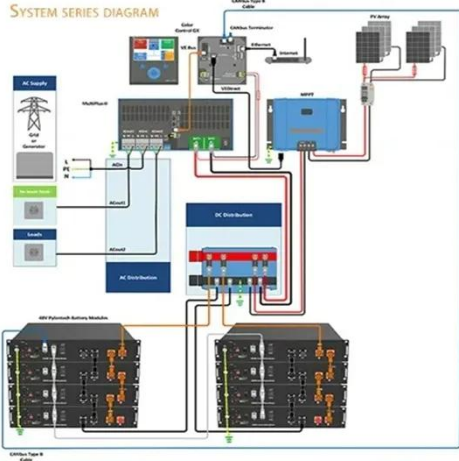 SYSTEM SERIES DIAGRAM
CANbus Type B
Cable
Color
Control GX
CANbus Terminator
Ethernet
Internet
VE Bus
PV Array
AC Supply
MultiPlus-II
VE.Direct
MPPT
Grid
or
Generator
L
PE
N
ACin
ACout1
DC Distribution
Loads
ACout2
AC Distribution
48V Pylontech Battery Modules
CANbus Type B
Cable